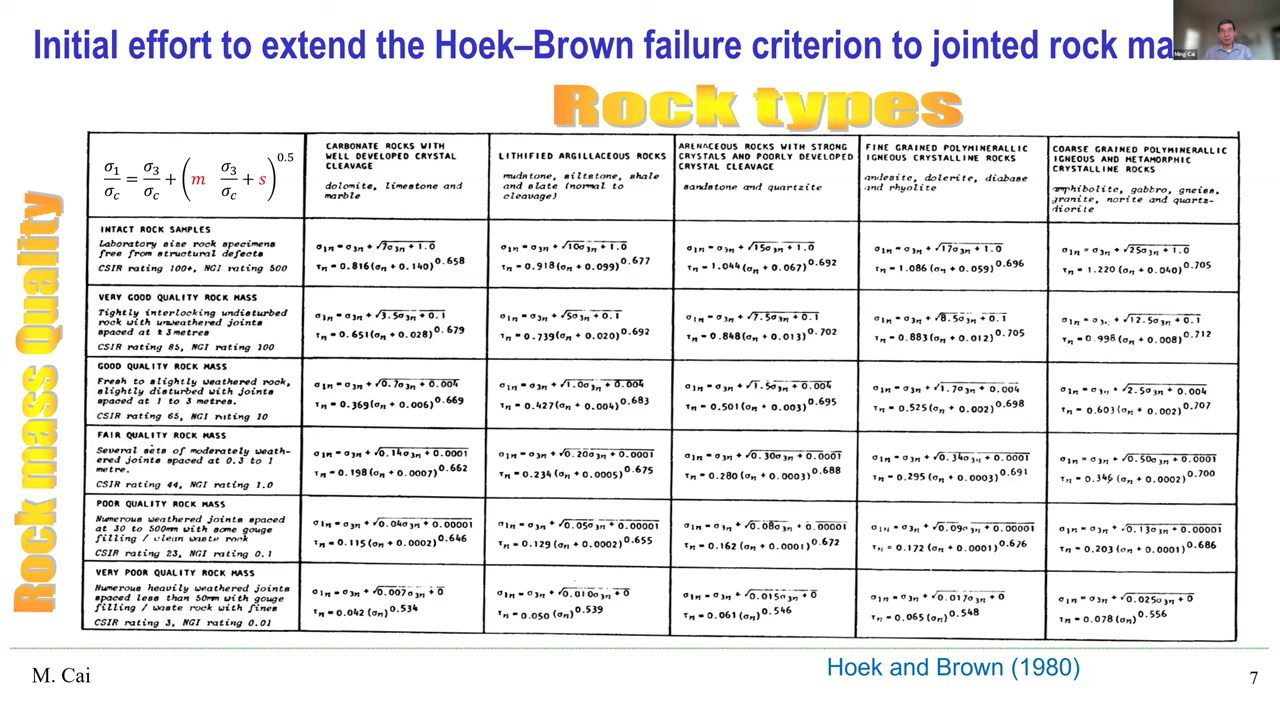 Initial effort to extend the Hoek–Brown failure criterion to jointed rock ma
Ming Cai
Rock types
Rock mass Quality
σ1/σc = σ3/σc + (m σ3/σc + s)^0.5
CARBONATE ROCKS WITH
WELL DEVELOPED CRYSTAL
CLEAVAGE
dolomite, limestone and
marble
LITHIFIED ARGILLACEOUS ROCKS
mudstone, siltstone, shale
and slate (normal to
cleavage)
ARENACEOUS ROCKS WITH STRONG
CRYSTALS AND POORLY DEVELOPED
CRYSTAL CLEAVAGE
sandstone and quartzite
FINE GRAINED POLYMINERALLIC
IGNEOUS CRYSTALLINE ROCKS
andesite, dolerite, diabase
and rhyolite
COARSE GRAINED POLYMINERALLIC
IGNEOUS AND METAMORPHIC
CRYSTALLINE ROCKS
amphibolite, gabbro, gneiss,
granite, norite and quartz-
diorite
INTACT ROCK SAMPLES
Laboratory size rock specimens
free from structural defects
CSIR rating 100+, NGI rating 500
σ1n = σ3n + √7σ3n + 1.0
τn = 0.816(σn + 0.140)^0.658
σ1n = σ3n + √10σ3n + 1.0
τn = 0.918(σn + 0.099)^0.677
σ1n = σ3n + √15σ3n + 1.0
τn = 1.044(σn + 0.067)^0.692
σ1n = σ3n + √17σ3n + 1.0
τn = 1.086(σn + 0.059)^0.696
σ1n = σ3n + √25σ3n + 1.0
τn = 1.220(σn + 0.040)^0.705
VERY GOOD QUALITY ROCK MASS
Tightly interlocking undisturbed
rock with unweathered joints
spaced at ± 3 metres
CSIR rating 85, NGI rating 100
σ1n = σ3n + √3.5σ3n + 0.1
τn = 0.651(σn + 0.028)^0.679
σ1n = σ3n + √5σ3n + 0.1
τn = 0.739(σn + 0.020)^0.692
σ1n = σ3n + √7.5σ3n + 0.1
τn = 0.848(σn + 0.013)^0.702
σ1n = σ3n + √8.5σ3n + 0.1
τn = 0.883(σn + 0.012)^0.705
σ1n = σ3n + √12.5σ3n + 0.1
τn = 0.998(σn + 0.008)^0.712
GOOD QUALITY ROCK MASS
Fresh to slightly weathered rock,
slightly disturbed with joints
spaced at 1 to 3 metres.
CSIR rating 65, NGI rating 10
σ1n = σ3n + √0.7σ3n + 0.004
τn = 0.369(σn + 0.006)^0.669
σ1n = σ3n + √1.0σ3n + 0.004
τn = 0.427(σn + 0.004)^0.683
σ1n = σ3n + √1.5σ3n + 0.004
τn = 0.501(σn + 0.003)^0.695
σ1n = σ3n + √1.7σ3n + 0.004
τn = 0.525(σn + 0.002)^0.698
σ1n = σ3n + √2.5σ3n + 0.004
τn = 0.603(σn + 0.002)^0.707
FAIR QUALITY ROCK MASS
Several sets of moderately weath-
ered joints spaced at 0.3 to 1
metre.
CSIR rating 44, NGI rating 1.0
σ1n = σ3n + √0.14σ3n + 0.0001
τn = 0.198(σn + 0.0007)^0.662
σ1n = σ3n + √0.20σ3n + 0.0001
τn = 0.234(σn + 0.0005)^0.675
σ1n = σ3n + √0.30σ3n + 0.0001
τn = 0.280(σn + 0.0003)^0.688
σ1n = σ3n + √0.34σ3n + 0.0001
τn = 0.295(σn + 0.0003)^0.691
σ1n = σ3n + √0.50σ3n + 0.0001
τn = 0.346(σn + 0.0002)^0.700
POOR QUALITY ROCK MASS
Numerous weathered joints spaced
at 30 to 500mm with some gouge
filling / clean waste rock
CSIR rating 23, NGI rating 0.1
σ1n = σ3n + √0.04σ3n + 0.00001
τn = 0.115(σn + 0.0002)^0.646
σ1n = σ3n + √0.05σ3n + 0.00001
τn = 0.129(σn + 0.0002)^0.655
σ1n = σ3n + √0.08σ3n + 0.00001
τn = 0.162(σn + 0.0001)^0.672
σ1n = σ3n + √0.09σ3n + 0.00001
τn = 0.172(σn + 0.0001)^0.676
σ1n = σ3n + √0.13σ3n + 0.00001
τn = 0.203(σn + 0.0001)^0.686
VERY POOR QUALITY ROCK MASS
Numerous heavily weathered joints
spaced less than 50mm with gouge
filling / waste rock with fines
CSIR rating 3, NGI rating 0.01
σ1n = σ3n + √0.007σ3n + 0
τn = 0.042(σn)^0.534
σ1n = σ3n + √0.010σ3n + 0
τn = 0.050(σn)^0.539
σ1n = σ3n + √0.015σ3n + 0
τn = 0.061(σn)^0.546
σ1n = σ3n + √0.017σ3n + 0
τn = 0.065(σn)^0.548
σ1n = σ3n + √0.025σ3n + 0
τn = 0.078(σn)^0.556
M. Cai
Hoek and Brown (1980)
7